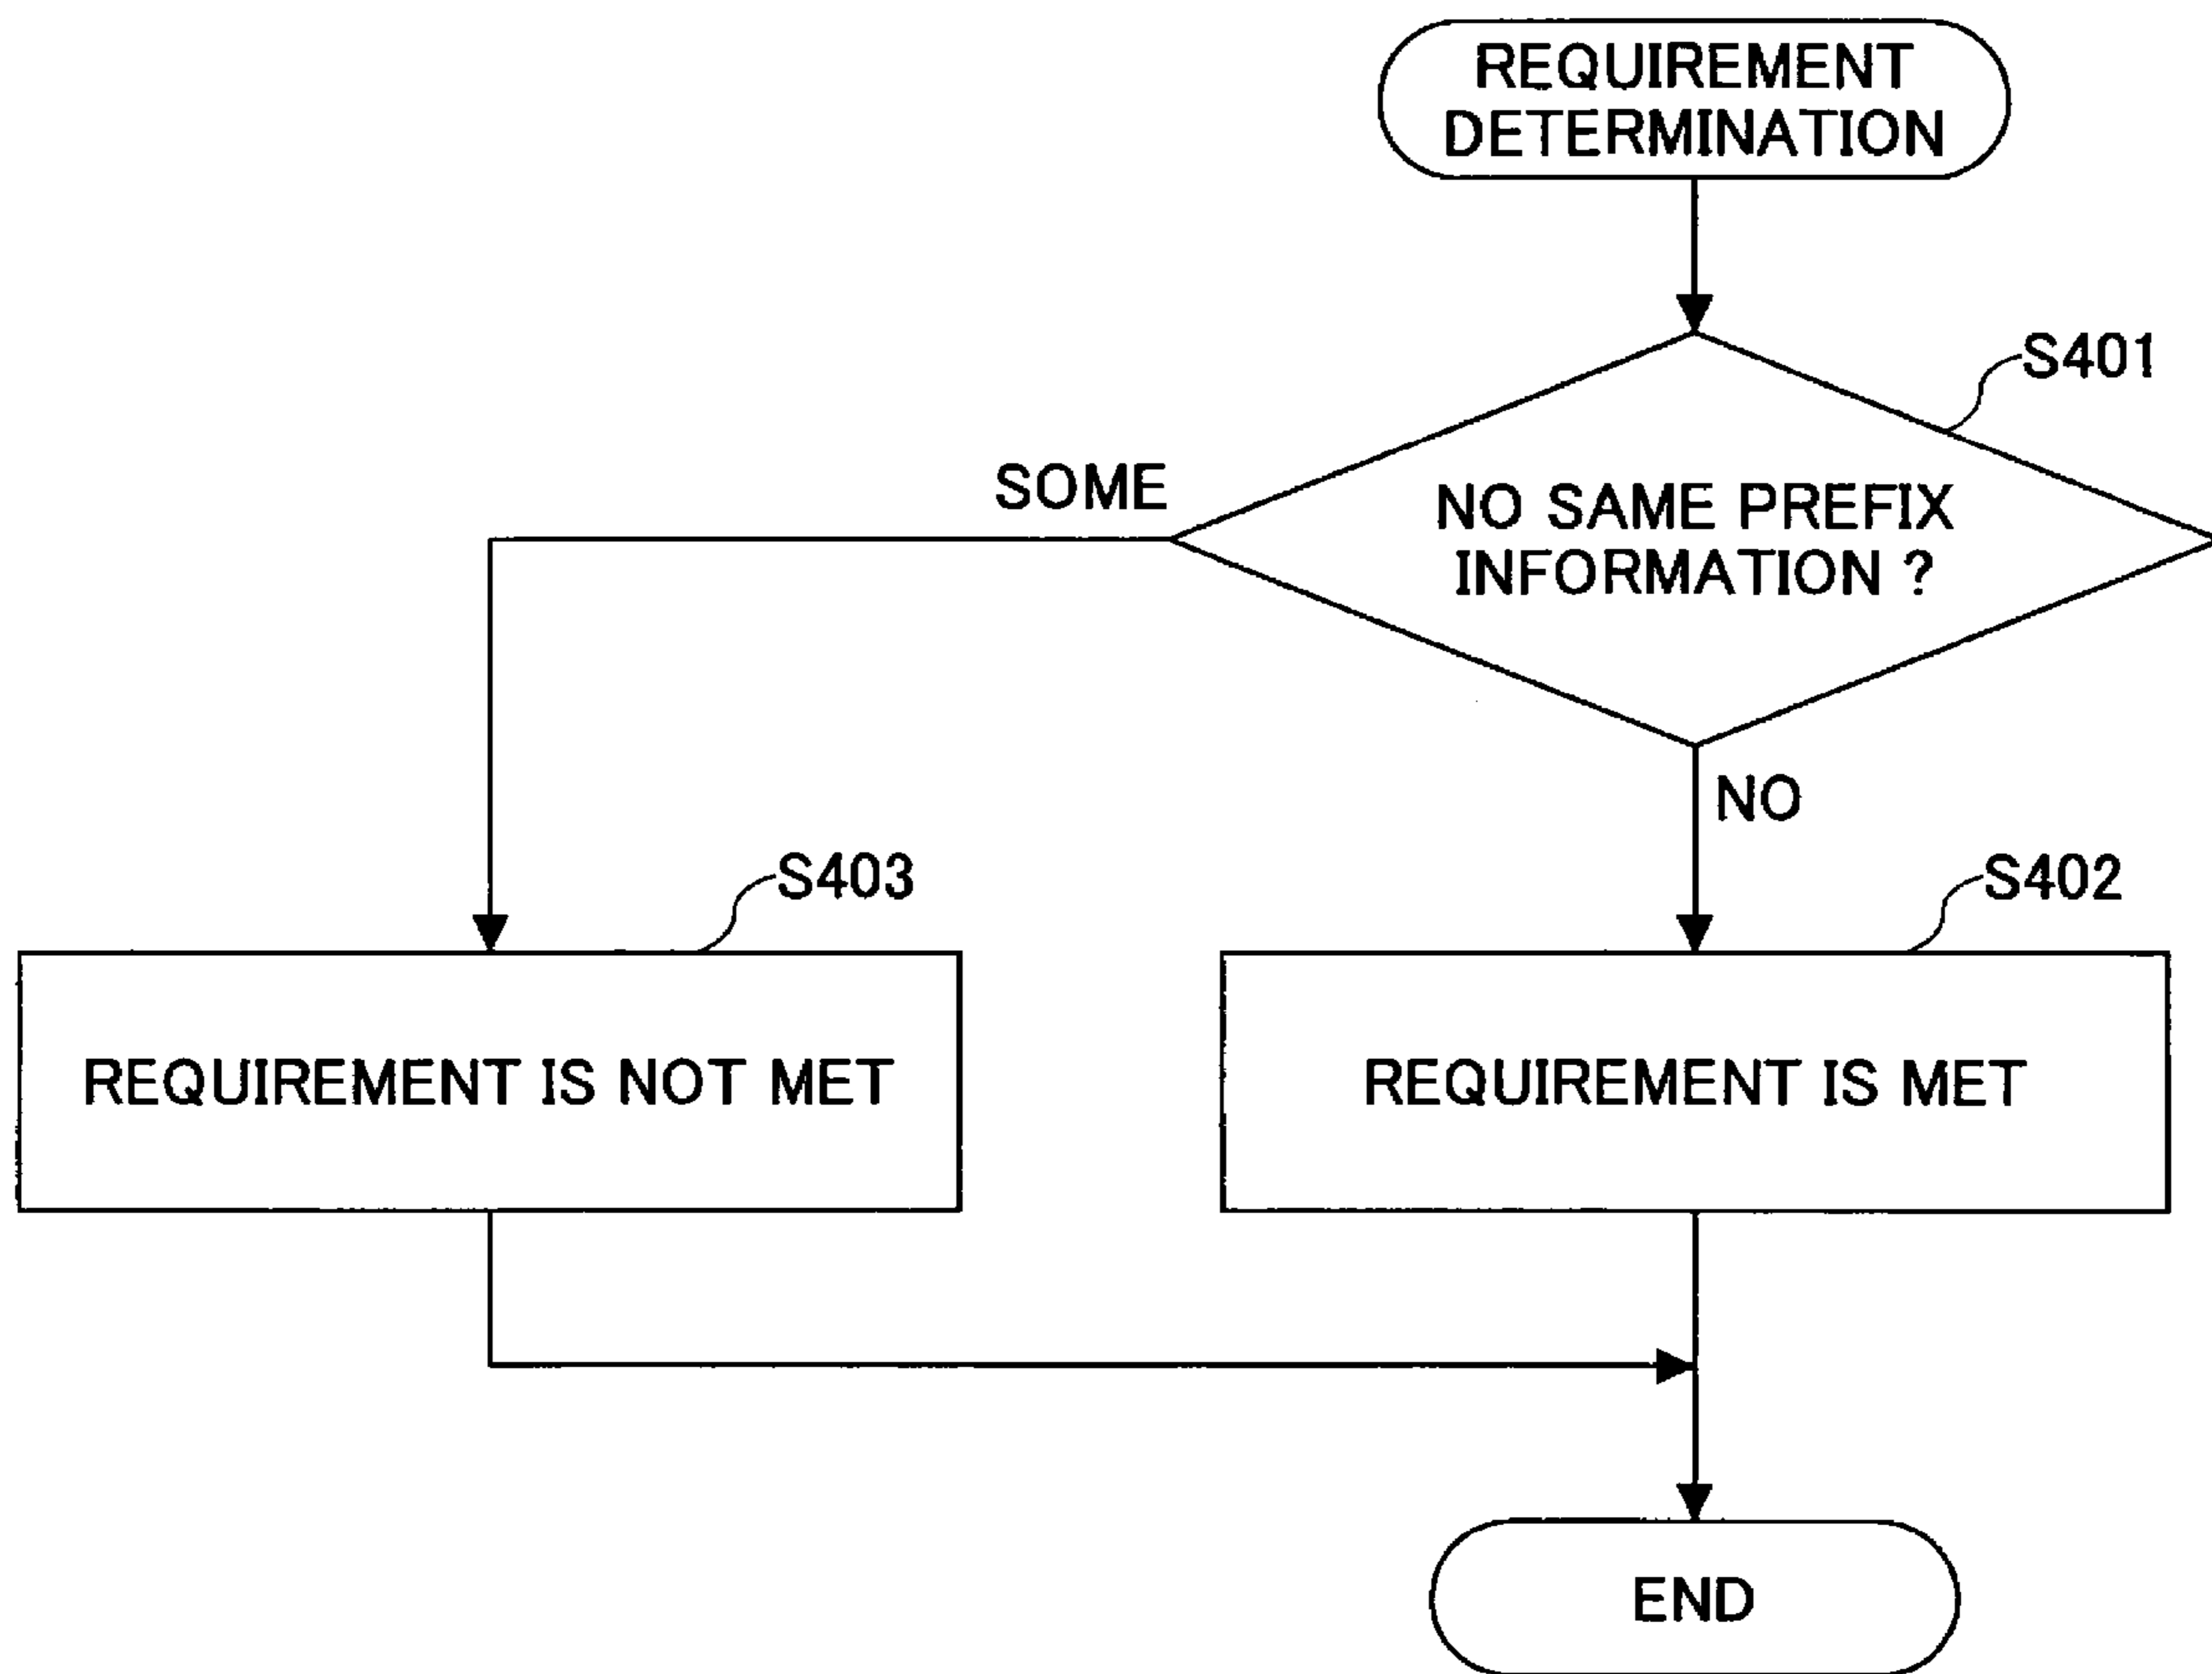 REQUIREMENT
DETERMINATION
S401
SOME
NO SAME PREFIX
INFORMATION ?
NO
S403
S402
REQUIREMENT IS NOT MET
REQUIREMENT IS MET
END